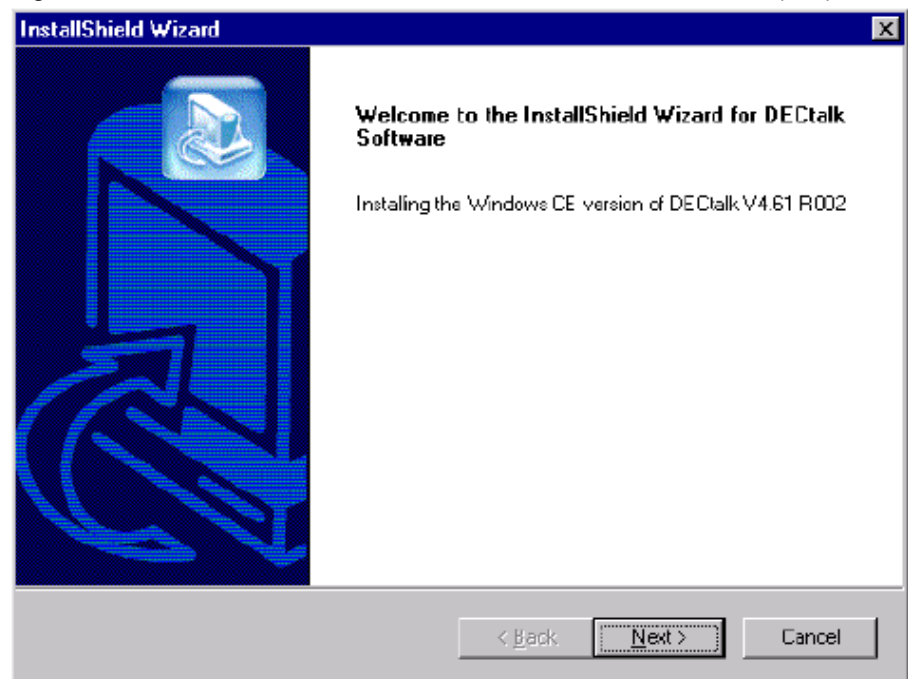 InstallShield Wizard
Welcome to the InstallShield Wizard for DECtalk
Software
Installing the Windows CE version of DECtalk V4.61 R002
< Back
Next >
Cancel